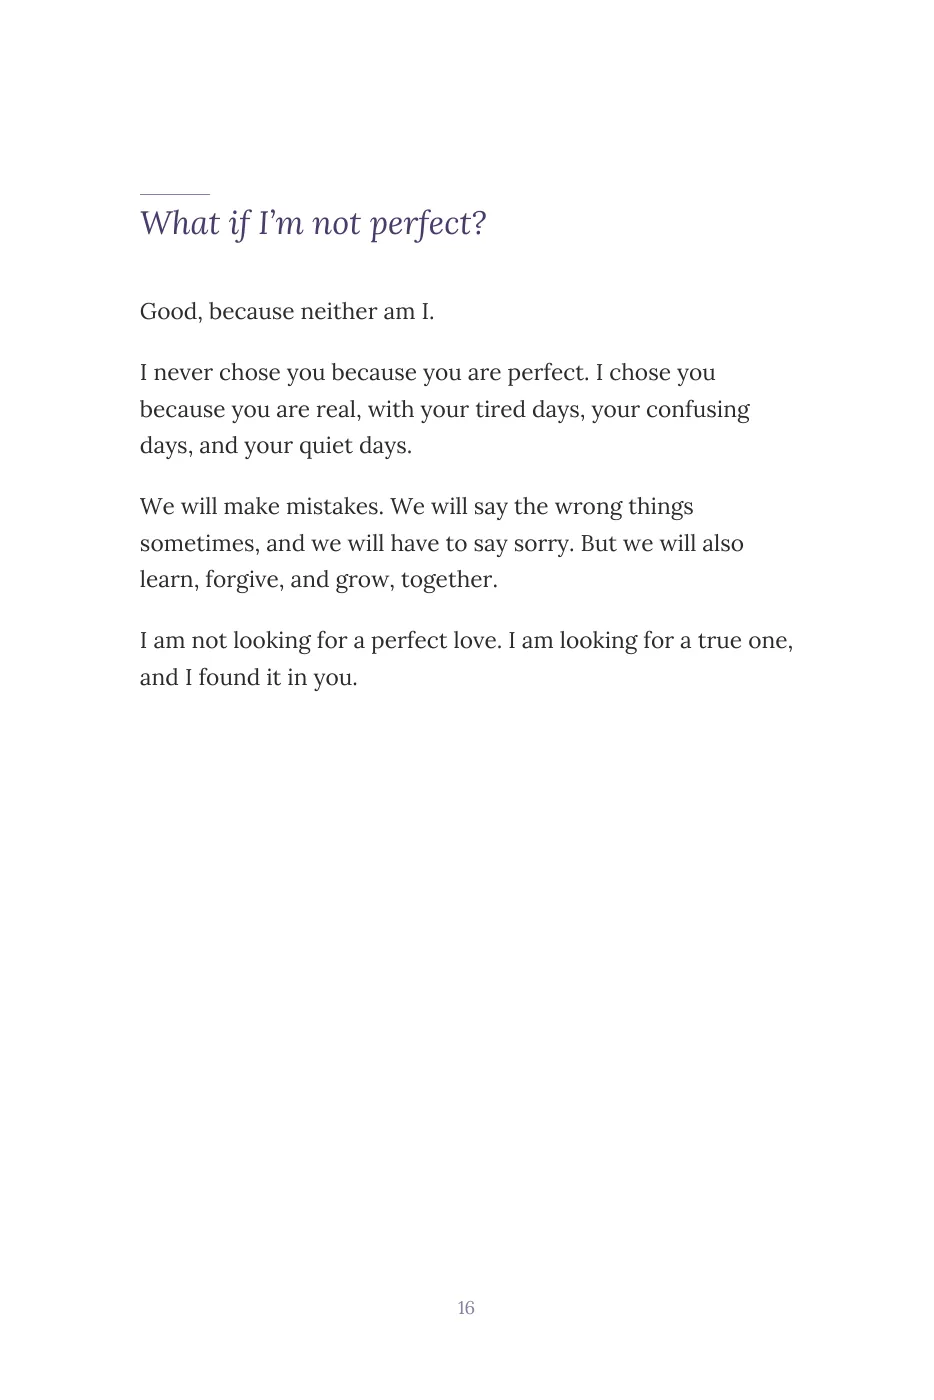 What if I’m not perfect?
Good, because neither am I.
I never chose you because you are perfect. I chose you
because you are real, with your tired days, your confusing
days, and your quiet days.
We will make mistakes. We will say the wrong things
sometimes, and we will have to say sorry. But we will also
learn, forgive, and grow, together.
I am not looking for a perfect love. I am looking for a true one,
and I found it in you.
16